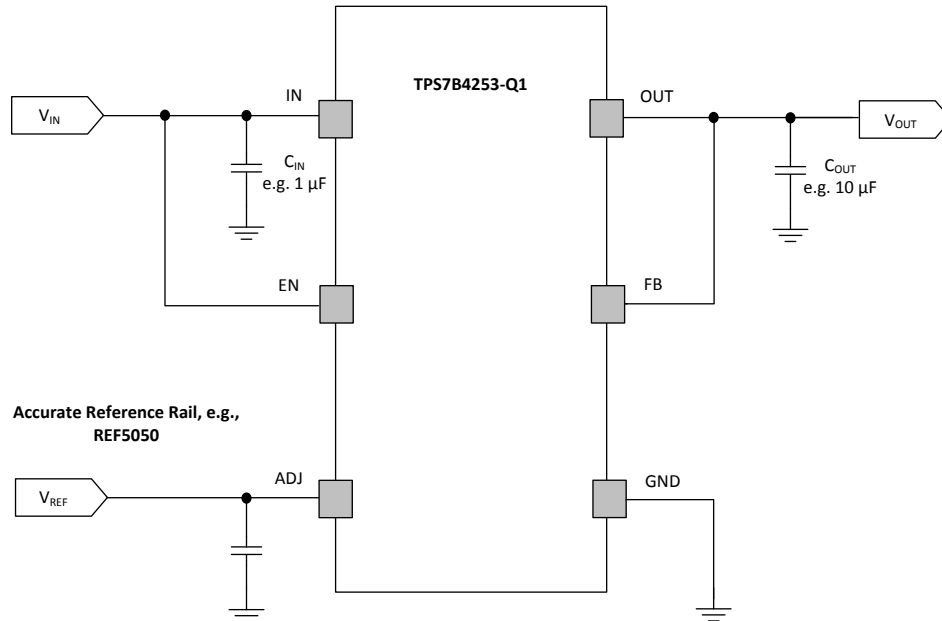 TPS7B4253-Q1
IN
OUT
V_IN
V_OUT
C_IN
e.g. 1 µF
C_OUT
e.g. 10 µF
EN
FB
Accurate Reference Rail, e.g.,
REF5050
ADJ
GND
V_REF